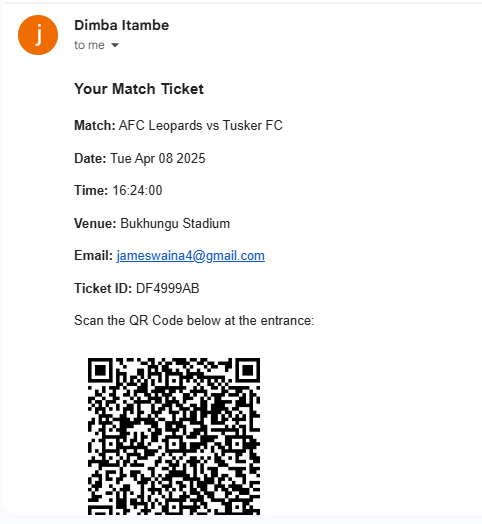 j
Dimba Itambe
to me
Your Match Ticket
Match: AFC Leopards vs Tusker FC
Date: Tue Apr 08 2025
Time: 16:24:00
Venue: Bukhungu Stadium
Email: jameswaina4@gmail.com
Ticket ID: DF4999AB
Scan the QR Code below at the entrance: